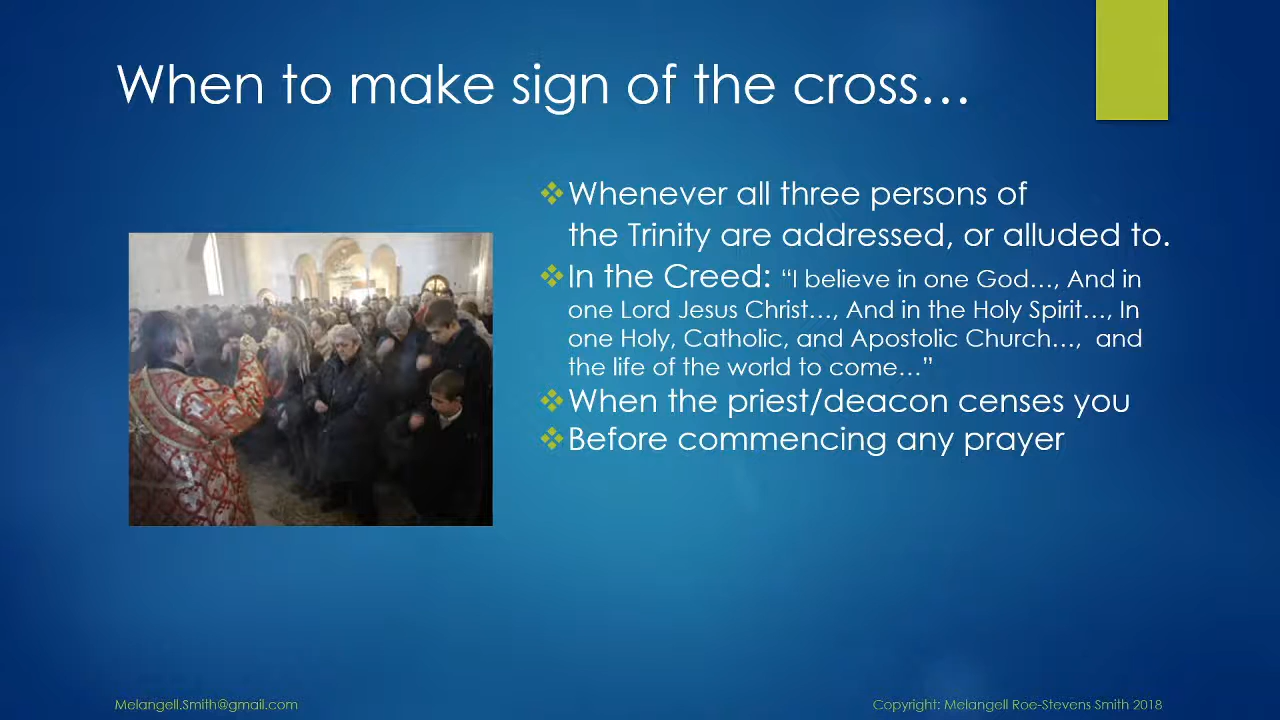 When to make sign of the cross…
❖Whenever all three persons of
the Trinity are addressed, or alluded to.
❖In the Creed: “I believe in one God…, And in
one Lord Jesus Christ…, And in the Holy Spirit…, In
one Holy, Catholic, and Apostolic Church…, and
the life of the world to come…”
❖When the priest/deacon censes you
❖Before commencing any prayer
Melangell.Smith@gmail.com
Copyright: Melangell Roe-Stevens Smith 2018